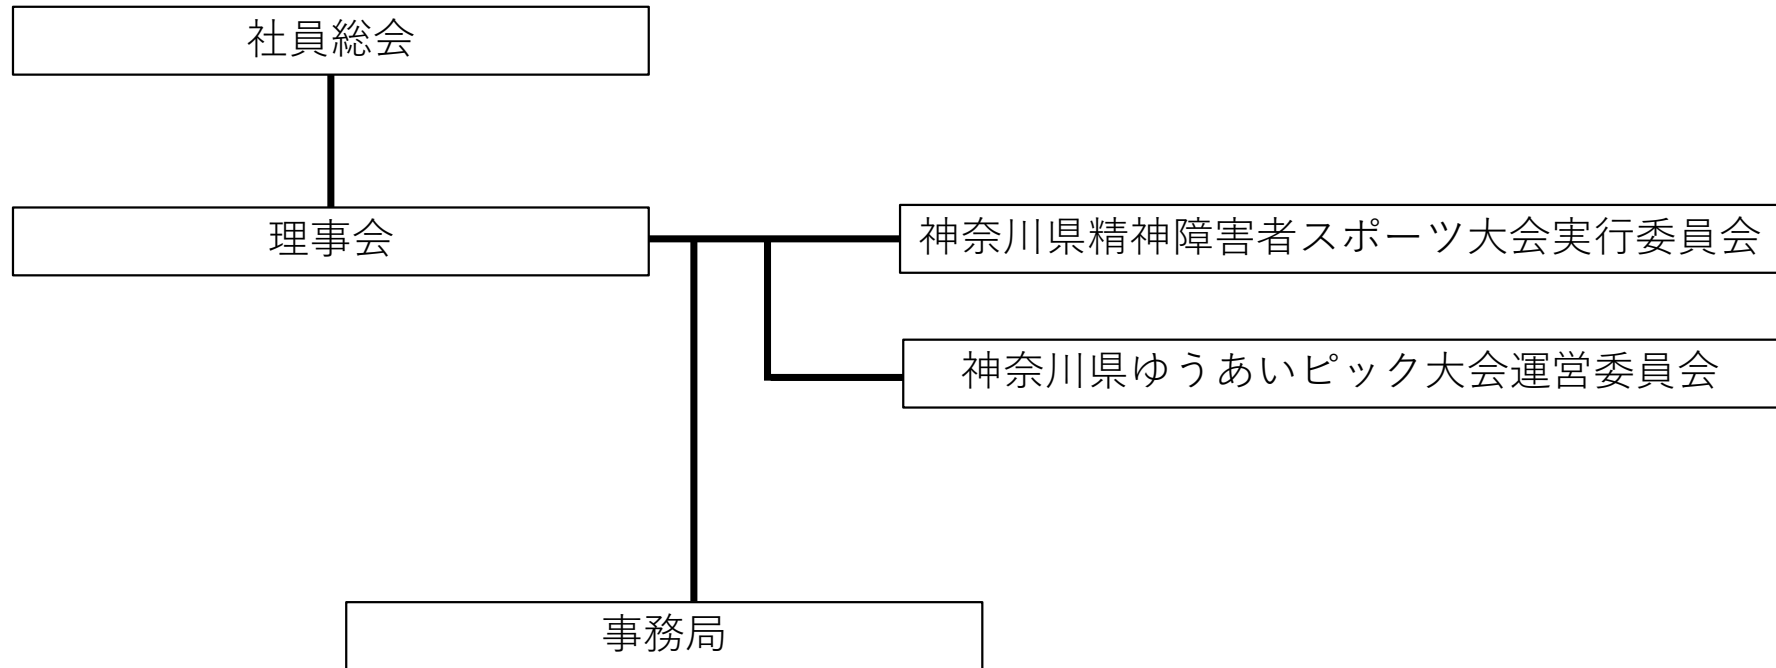 社員総会
理事会
神奈川県精神障害者スポーツ大会実行委員会
神奈川県ゆうあいピック大会運営委員会
事務局